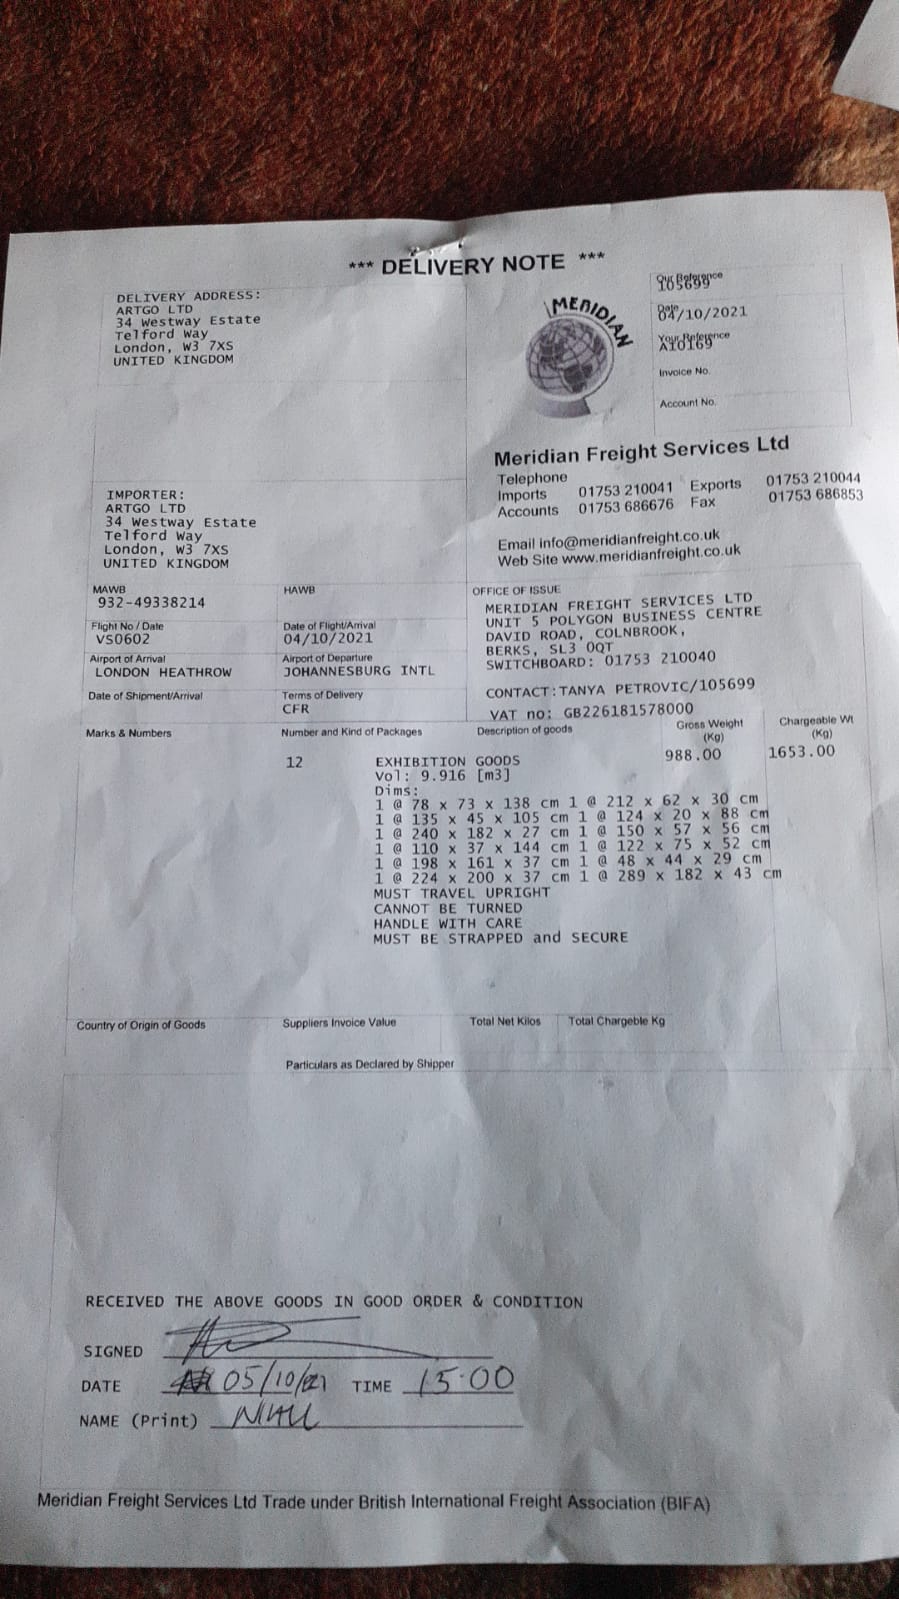 *** DELIVERY NOTE ***
DELIVERY ADDRESS:
ARTGO LTD
34 Westway Estate
Telford Way
London, W3 7XS
UNITED KINGDOM
MERIDIAN
Our Reference
105699
Date
04/10/2021
Your Reference
A10169
Invoice No.
Account No.
Meridian Freight Services Ltd
Telephone
Imports 01753 210041 Exports 01753 210044
Accounts 01753 686676 Fax 01753 686853
Email info@meridianfreight.co.uk
Web Site www.meridianfreight.co.uk
IMPORTER:
ARTGO LTD
34 Westway Estate
Telford Way
London, W3 7XS
UNITED KINGDOM
MAWB HAWB
932-49338214
Flight No / Date Date of Flight/Arrival
VS0602 04/10/2021
Airport of Arrival Airport of Departure
LONDON HEATHROW JOHANNESBURG INTL
Date of Shipment/Arrival Terms of Delivery
CFR
OFFICE OF ISSUE
MERIDIAN FREIGHT SERVICES LTD
UNIT 5 POLYGON BUSINESS CENTRE
DAVID ROAD, COLNBROOK,
BERKS, SL3 0QT
SWITCHBOARD: 01753 210040
CONTACT:TANYA PETROVIC/105699
VAT no: GB226181578000
Marks & Numbers Number and Kind of Packages Description of goods Gross Weight (Kg) Chargeable Wt (Kg)
12 EXHIBITION GOODS 988.00 1653.00
Vol: 9.916 [m3]
Dims:
1 @ 78 x 73 x 138 cm 1 @ 212 x 62 x 30 cm
1 @ 135 x 45 x 105 cm 1 @ 124 x 20 x 88 cm
1 @ 240 x 182 x 27 cm 1 @ 150 x 57 x 56 cm
1 @ 110 x 37 x 144 cm 1 @ 122 x 75 x 52 cm
1 @ 198 x 161 x 37 cm 1 @ 48 x 44 x 29 cm
1 @ 224 x 200 x 37 cm 1 @ 289 x 182 x 43 cm
MUST TRAVEL UPRIGHT
CANNOT BE TURNED
HANDLE WITH CARE
MUST BE STRAPPED and SECURE
Country of Origin of Goods Suppliers Invoice Value Total Net Kilos Total Chargeble Kg
Particulars as Declared by Shipper
RECEIVED THE ABOVE GOODS IN GOOD ORDER & CONDITION
SIGNED
DATE 05/10/21 TIME 15.00
NAME (Print)
Meridian Freight Services Ltd Trade under British International Freight Association (BIFA)